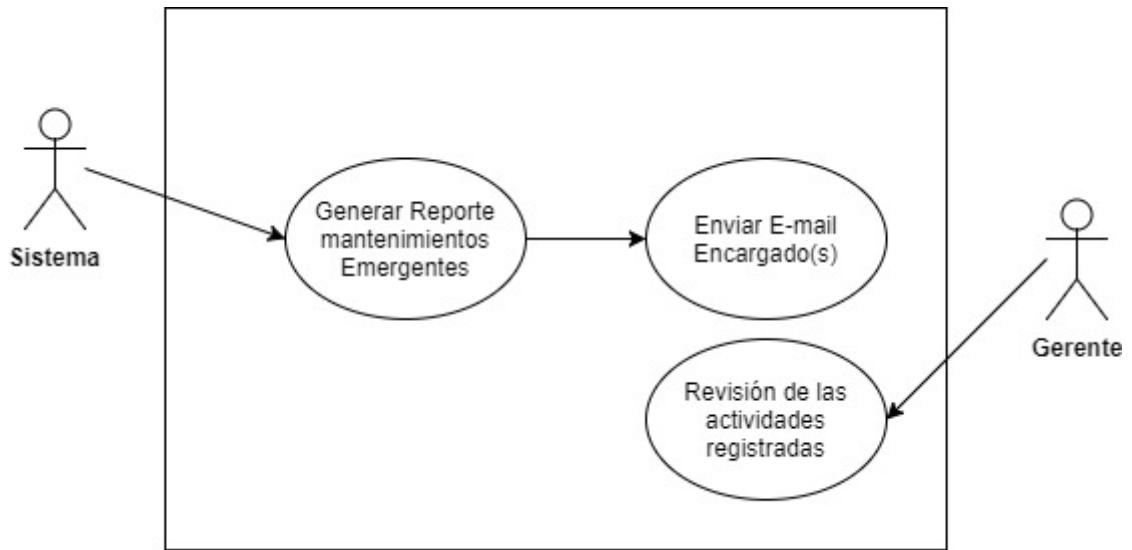 Sistema
Generar Reporte
mantenimientos
Emergentes
Enviar E-mail
Encargado(s)
Gerente
Revisión de las
actividades
registradas